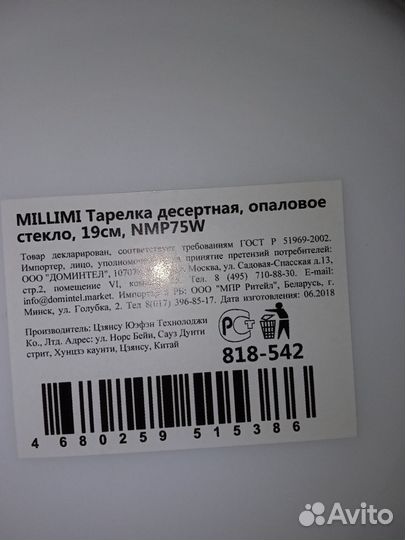 MILLIMI Тарелка десертная, опаловое
стекло, 19см, NMP75W
Товар декларирован, соответствует требованиям ГОСТ Р 51969-2002.
Импортер, лицо, уполномоченное на принятие претензий потребителей:
ООО "ДОМИНТЕЛ", г. Москва, ул. Садовая-Спасская д.13,
стр.2, помещение VI, Тел. 8 (495) 710-88-30. E-mail:
info@domintel.market. Импортер в РБ: ООО "МПР Ритейл", Беларусь, г.
Минск, ул. Голубка, 2. Тел 8(017) 396-85-17. Дата изготовления: 06.2018
Изготовитель: Цзянсу Юэфэн Технолоджи
Ко., Лтд. Адрес: ул. Норс Бейн, Сауз Дунти
стрит, Хунцзэ каунти, Цзянсу, Китай
РСТ
818-542
4 680259 515386
Avito